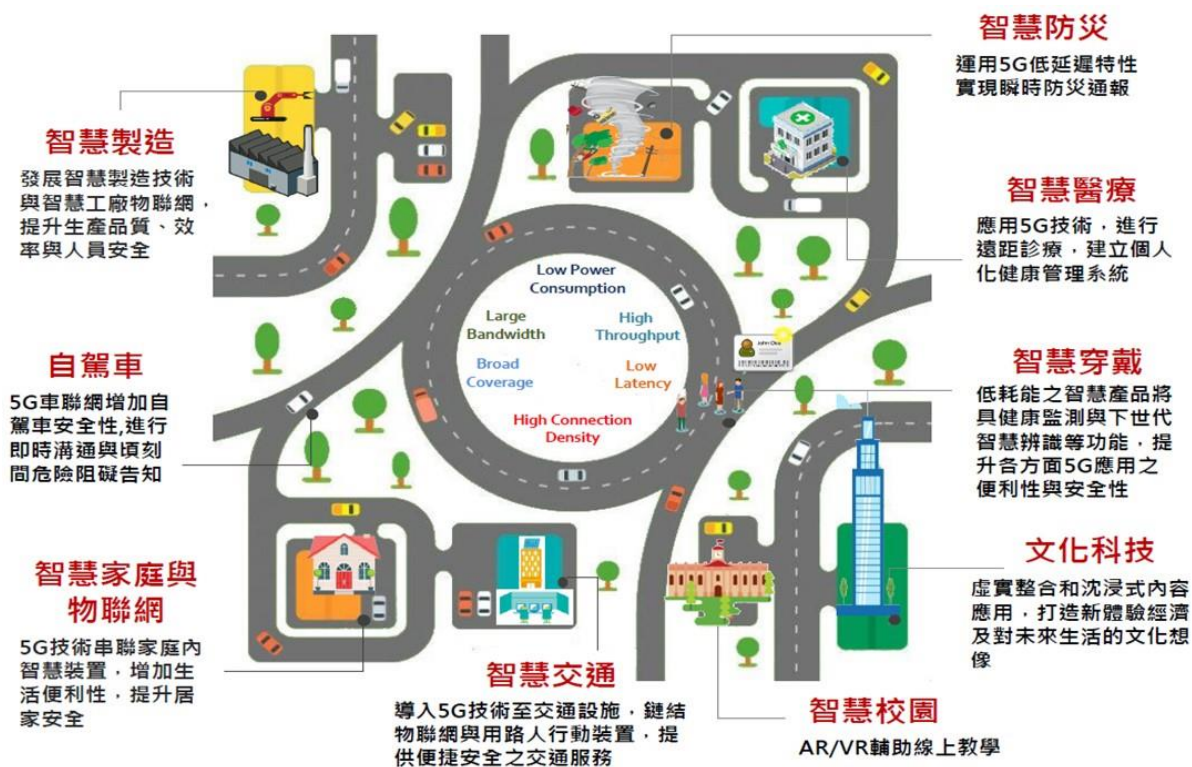 智慧防災
運用5G低延遲特性
實現瞬時防災通報
智慧製造
發展智慧製造技術
與智慧工廠物聯網，
提升生產品質、效
率與人員安全
智慧醫療
應用5G技術，進行
遠距診療，建立個人
化健康管理系統
Low Power
Consumption
Large
Bandwidth
High
Throughput
Broad
Coverage
Low
Latency
High Connection
Density
John Doe
自駕車
5G車聯網增加自
駕車安全性,進行
即時溝通與頃刻
間危險阻礙告知
智慧穿戴
低耗能之智慧產品將
具健康監測與下世代
智慧辨識等功能，提
升各方面5G應用之
便利性與安全性
智慧家庭與
物聯網
5G技術串聯家庭內
智慧裝置，增加生
活便利性，提升居
家安全
文化科技
虛實整合和沈浸式內容
應用，打造新體驗經濟
及對未來生活的文化想
像
智慧交通
導入5G技術至交通設施，鏈結
物聯網與用路人行動裝置，提
供便捷安全之交通服務
智慧校園
AR/VR輔助線上教學